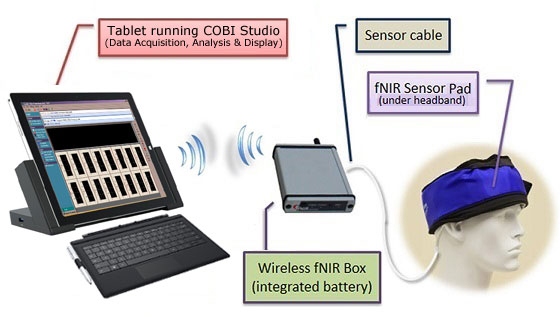 Tablet running COBI Studio
(Data Acquisition, Analysis & Display)
Sensor cable
fNIR Sensor Pad
(under headband)
Wireless fNIR Box
(integrated battery)